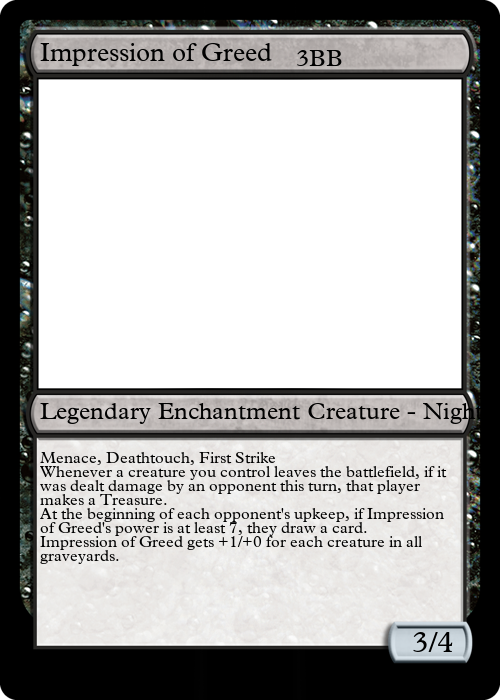 Impression of Greed 3BB
Legendary Enchantment Creature - Nigh
Menace, Deathtouch, First Strike
Whenever a creature you control leaves the battlefield, if it
was dealt damage by an opponent this turn, that player
makes a Treasure.
At the beginning of each opponent's upkeep, if Impression
of Greed's power is at least 7, they draw a card.
Impression of Greed gets +1/+0 for each creature in all
graveyards.
3/4